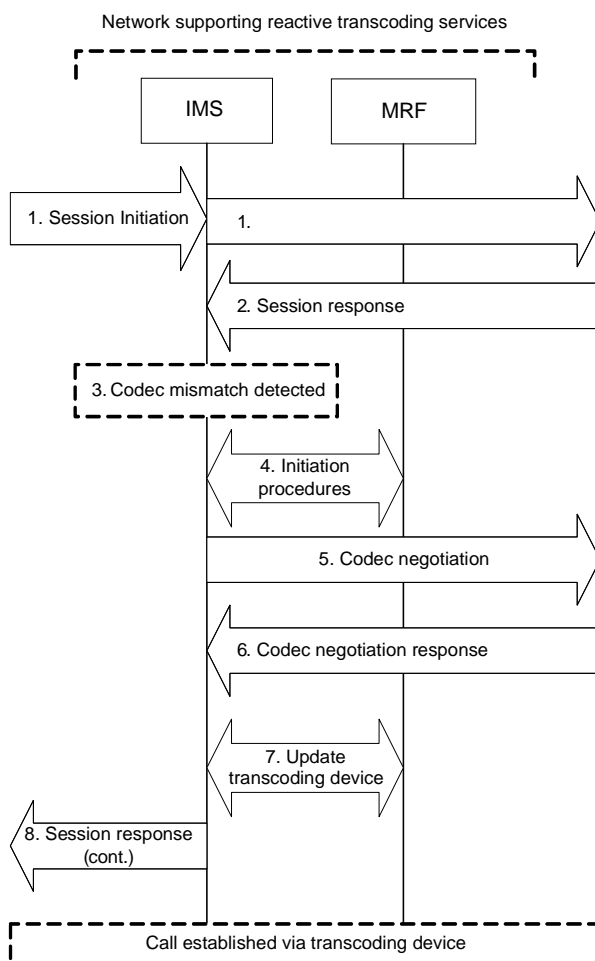 Network supporting reactive transcoding services
IMS
MRF
1. Session Initiation
1.
2. Session response
3. Codec mismatch detected
4. Initiation
procedures
5. Codec negotiation
6. Codec negotiation response
7. Update
transcoding device
8. Session response
(cont.)
Call established via transcoding device